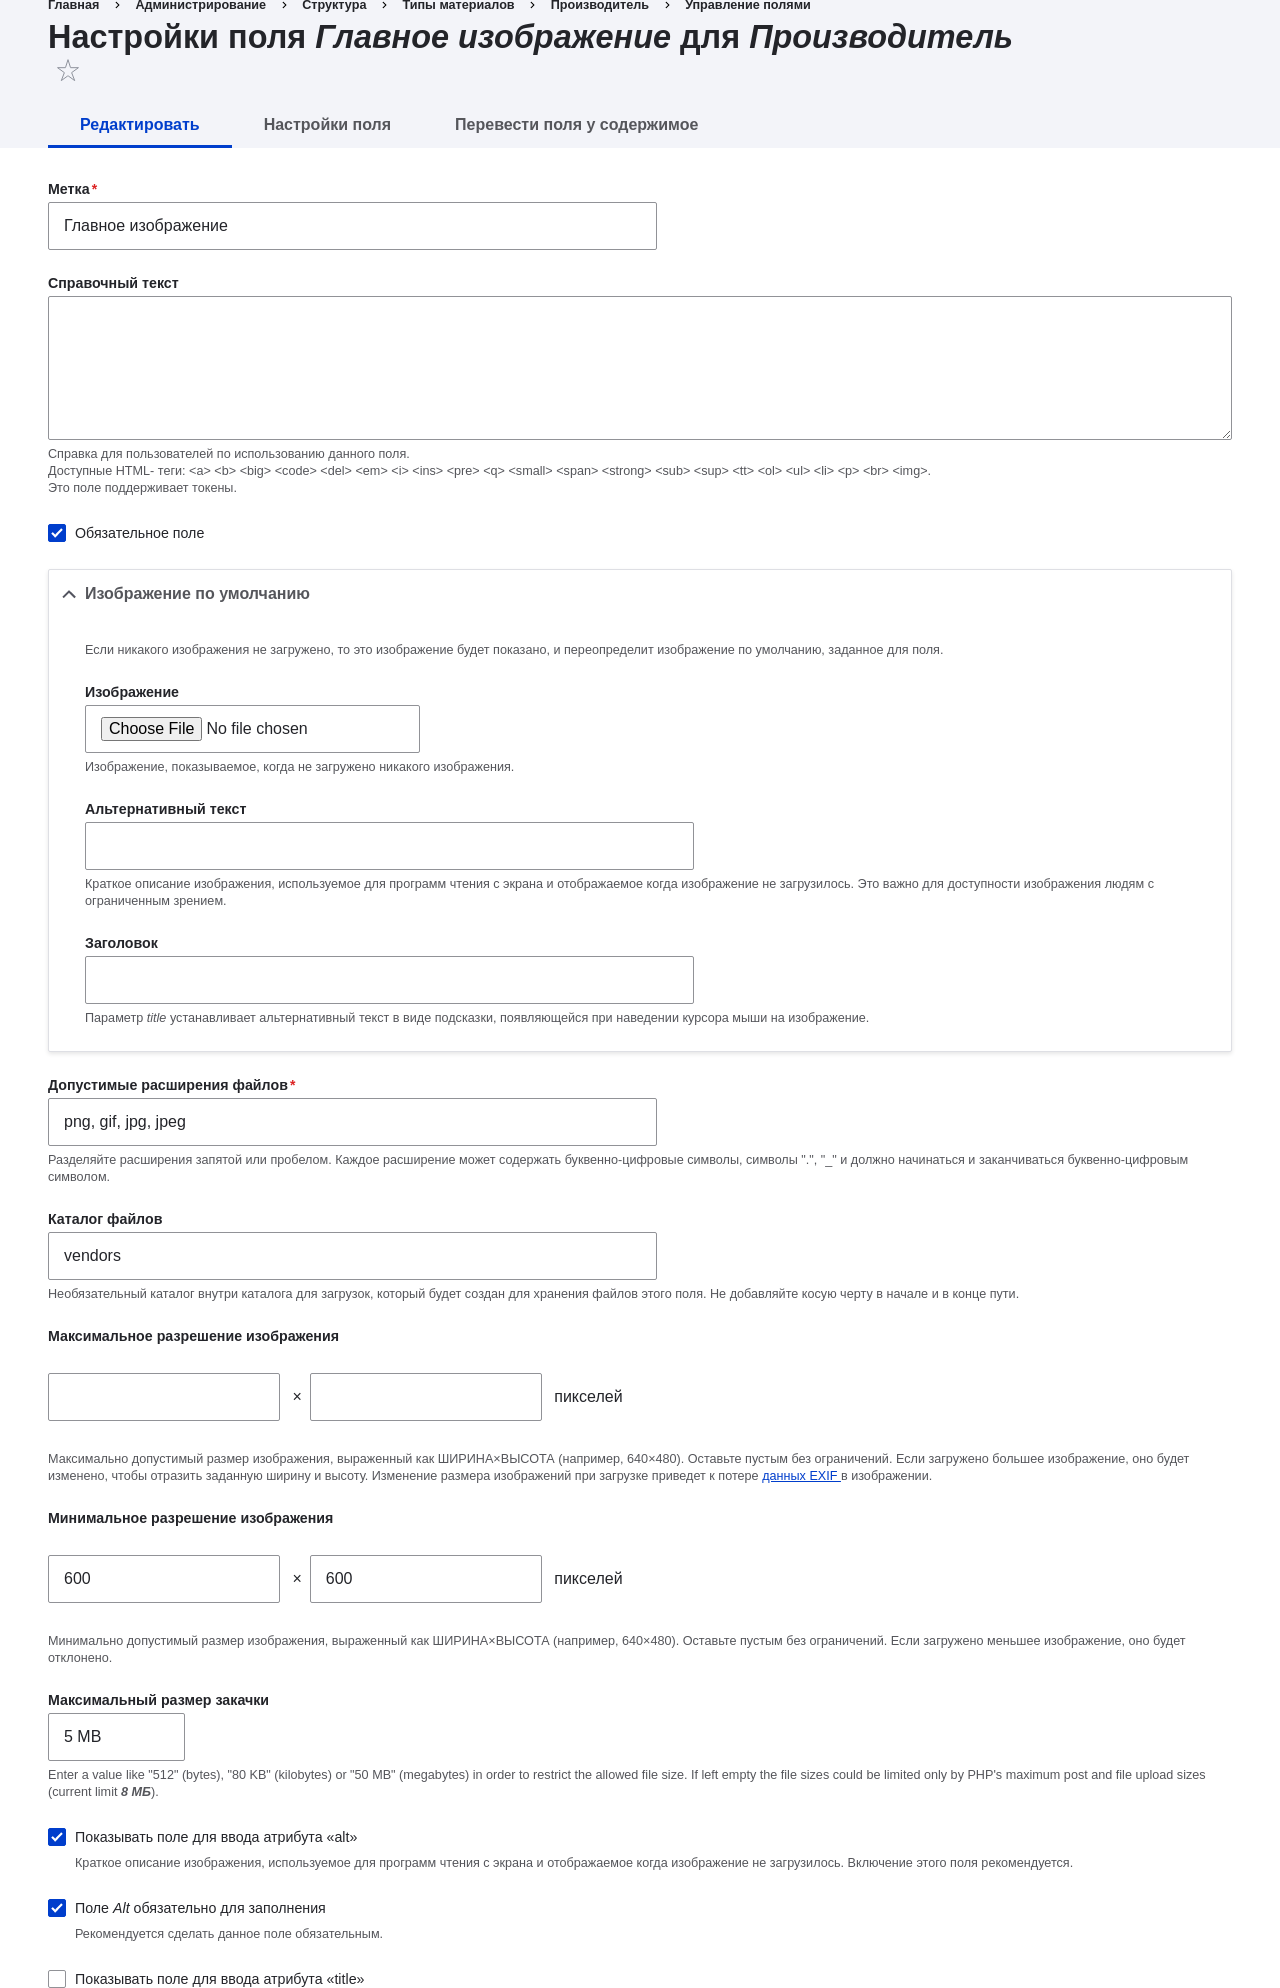 Главная › Администрирование › Структура › Типы материалов › Производитель › Управление полями
Настройки поля Главное изображение для Производитель
Редактировать Настройки поля Перевести поля у содержимое
Метка*
Главное изображение
Справочный текст
Справка для пользователей по использованию данного поля.
Доступные HTML- теги: <a> <b> <big> <code> <del> <em> <i> <ins> <pre> <q> <small> <span> <strong> <sub> <sup> <tt> <ol> <ul> <li> <p> <br> <img>.
Это поле поддерживает токены.
Обязательное поле
Изображение по умолчанию
Если никакого изображения не загружено, то это изображение будет показано, и переопределит изображение по умолчанию, заданное для поля.
Изображение
Choose File No file chosen
Изображение, показываемое, когда не загружено никакого изображения.
Альтернативный текст
Краткое описание изображения, используемое для программ чтения с экрана и отображаемое когда изображение не загрузилось. Это важно для доступности изображения людям с
ограниченным зрением.
Заголовок
Параметр title устанавливает альтернативный текст в виде подсказки, появляющейся при наведении курсора мыши на изображение.
Допустимые расширения файлов*
png, gif, jpg, jpeg
Разделяйте расширения запятой или пробелом. Каждое расширение может содержать буквенно-цифровые символы, символы ".", "_" и должно начинаться и заканчиваться буквенно-цифровым
символом.
Каталог файлов
vendors
Необязательный каталог внутри каталога для загрузок, который будет создан для хранения файлов этого поля. Не добавляйте косую черту в начале и в конце пути.
Максимальное разрешение изображения
× пикселей
Максимально допустимый размер изображения, выраженный как ШИРИНА×ВЫСОТА (например, 640×480). Оставьте пустым без ограничений. Если загружено большее изображение, оно будет
изменено, чтобы отразить заданную ширину и высоту. Изменение размера изображений при загрузке приведет к потере данных EXIF в изображении.
Минимальное разрешение изображения
600 × 600 пикселей
Минимально допустимый размер изображения, выраженный как ШИРИНА×ВЫСОТА (например, 640×480). Оставьте пустым без ограничений. Если загружено меньшее изображение, оно будет
отклонено.
Максимальный размер закачки
5 MB
Enter a value like "512" (bytes), "80 KB" (kilobytes) or "50 MB" (megabytes) in order to restrict the allowed file size. If left empty the file sizes could be limited only by PHP's maximum post and file upload sizes
(current limit 8 МБ).
Показывать поле для ввода атрибута «alt»
Краткое описание изображения, используемое для программ чтения с экрана и отображаемое когда изображение не загрузилось. Включение этого поля рекомендуется.
Поле Alt обязательно для заполнения
Рекомендуется сделать данное поле обязательным.
Показывать поле для ввода атрибута «title»